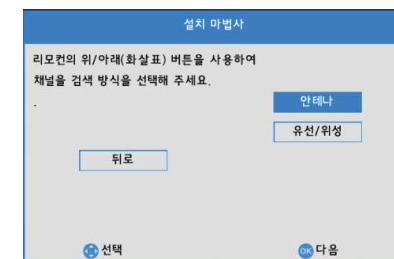 설치 마법사
리모컨의 위/아래(화살표) 버튼을 사용하여
채널을 검색 방식을 선택해 주세요.
.
안테나
유선/위성
뒤로
선택
OK 다음